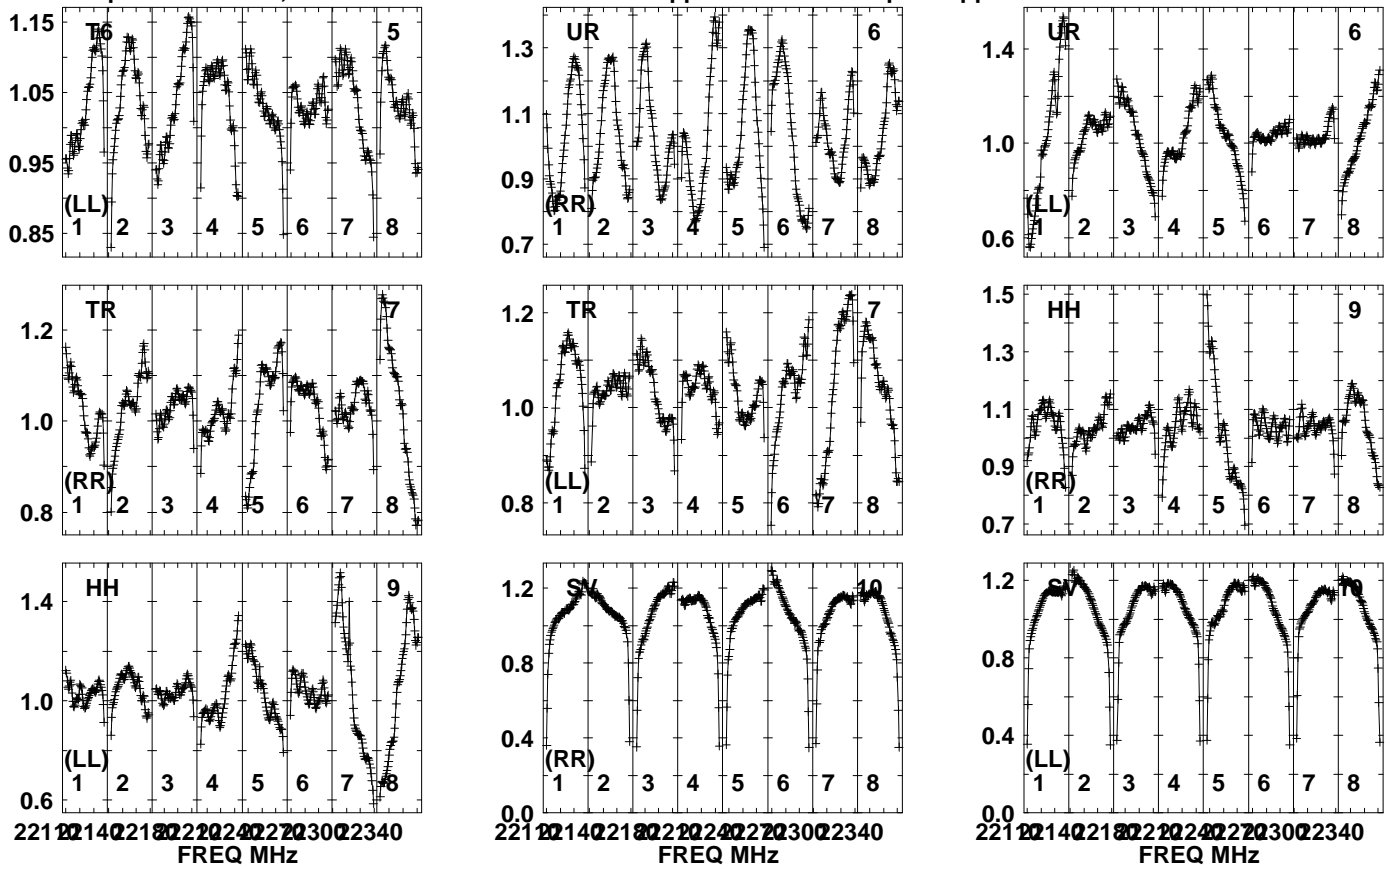 1.15 T6 5
1.05
0.95
0.85 (LL) 1 2 3 4 5 6 7 8
1.3 UR 6
1.1
0.9
0.7 (RR) 1 2 3 4 5 6 7 8
1.4 UR 6
1.0
0.6 (LL) 1 2 3 4 5 6 7 8
1.2 TR 7
1.0
0.8 (RR) 1 2 3 4 5 6 7 8
1.2 TR 7
1.0
0.8 (LL) 1 2 3 4 5 6 7 8
1.5 HH 9
1.3
1.1
0.9
0.7 (RR) 1 2 3 4 5 6 7 8
1.4 HH 9
1.0
0.6 (LL) 1 2 3 4 5 6 7 8
1.2 SV 10
0.8
0.4
0.0 (RR) 1 2 3 4 5 6 7 8
1.2 SV 10
0.8
0.4
0.0 (LL) 1 2 3 4 5 6 7 8
FREQ MHz
FREQ MHz
FREQ MHz